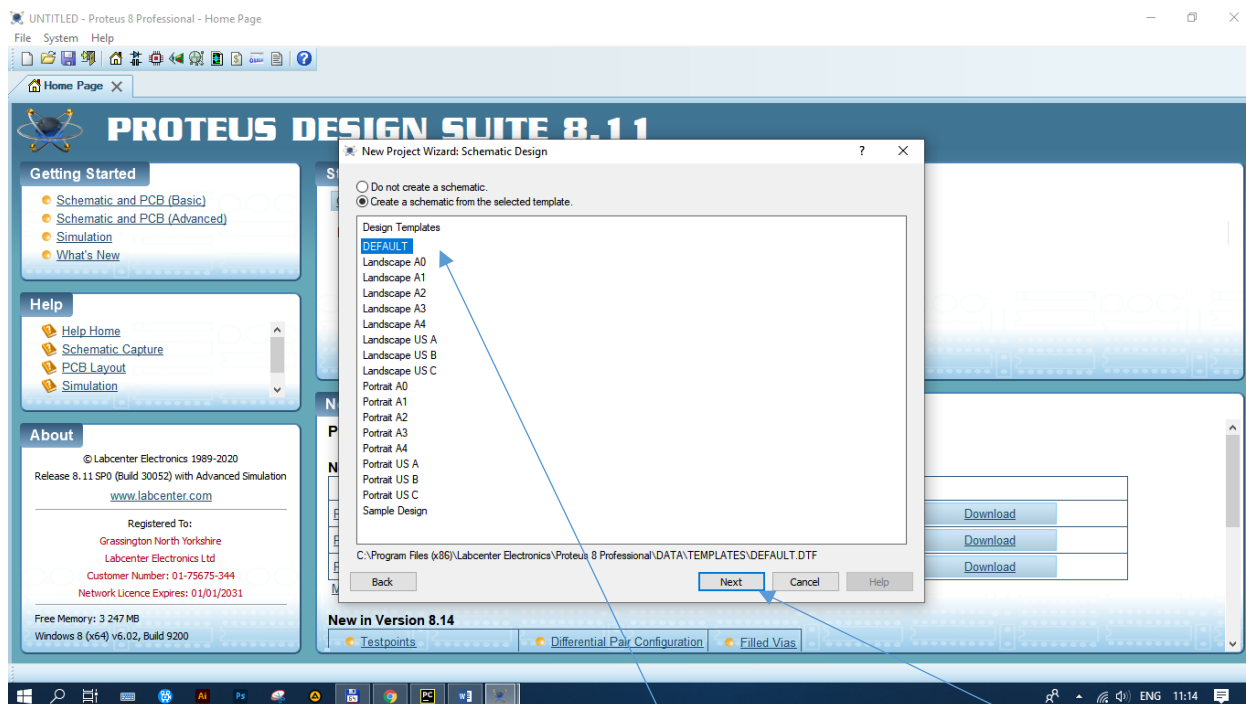 UNTITLED - Proteus 8 Professional - Home Page
File System Help
Home Page
PROTEUS DESIGN SUITE 8.11
Getting Started
Schematic and PCB (Basic)
Schematic and PCB (Advanced)
Simulation
What's New
Help
Help Home
Schematic Capture
PCB Layout
Simulation
About
© Labcenter Electronics 1989-2020
Release 8.11 SP0 (Build 30052) with Advanced Simulation
www.labcenter.com
Registered To:
Grassington North Yorkshire
Labcenter Electronics Ltd
Customer Number: 01-75675-344
Network Licence Expires: 01/01/2031
Free Memory: 3 247 MB
Windows 8 (x64) v6.02, Build 9200
New Project Wizard: Schematic Design ?
Do not create a schematic.
Create a schematic from the selected template.
Design Templates
DEFAULT
Landscape A0
Landscape A1
Landscape A2
Landscape A3
Landscape A4
Landscape US A
Landscape US B
Landscape US C
Portrait A0
Portrait A1
Portrait A2
Portrait A3
Portrait A4
Portrait US A
Portrait US B
Portrait US C
Sample Design
C:\Program Files (x86)\Labcenter Electronics\Proteus 8 Professional\DATA\TEMPLATES\DEFAULT.DTF
Back Next Cancel Help
Download
Download
Download
New in Version 8.14
Testpoints Differential Pair Configuration Filled Vias
Ai Ps PC ENG 11:14